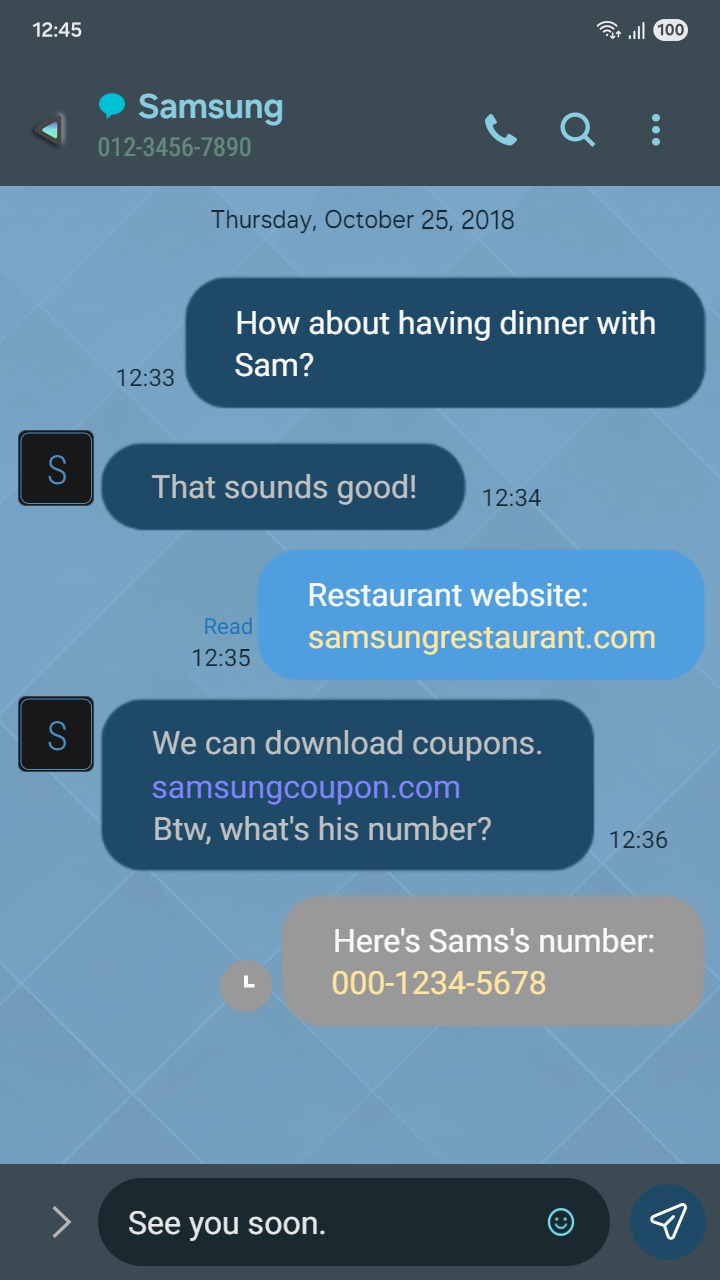 12:45
100
Samsung
012-3456-7890
Thursday, October 25, 2018
How about having dinner with
Sam?
12:33
S
That sounds good!
12:34
Restaurant website:
samsungrestaurant.com
Read
12:35
S
We can download coupons.
samsungcoupon.com
Btw, what's his number?
12:36
Here's Sams's number:
000-1234-5678
See you soon.